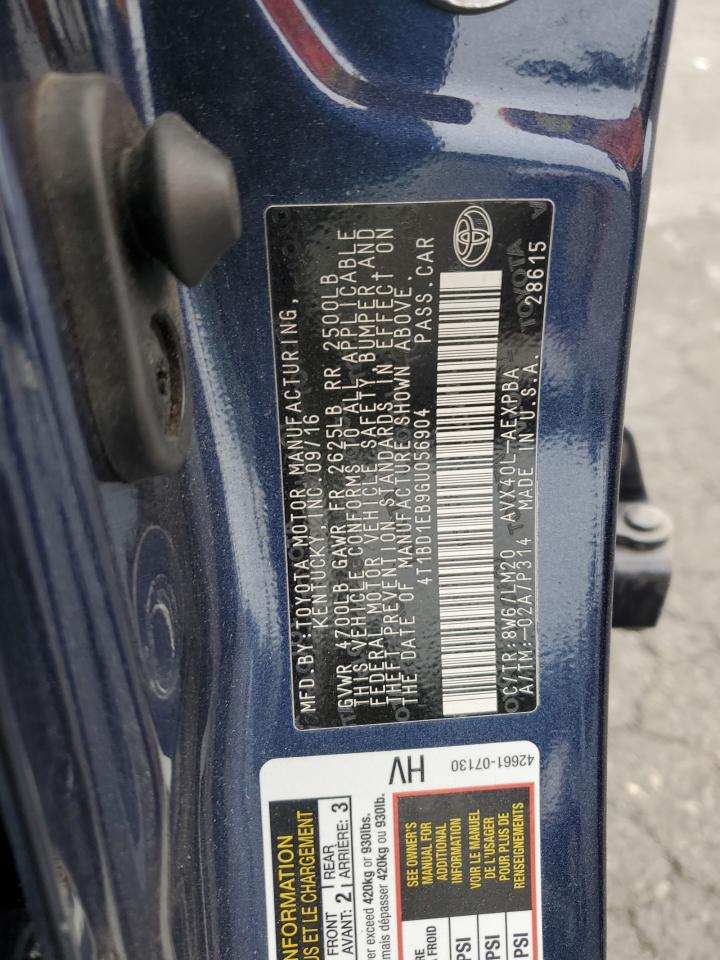 MFD. BY: TOYOTA MOTOR MANUFACTURING,
KENTUCKY, INC. 09/16
GVWR 4700LB GAWR FR 2625LB RR 2500LB
THIS VEHICLE CONFORMS TO ALL APPLICABLE
FEDERAL MOTOR VEHICLE SAFETY, BUMPER, AND
THEFT PREVENTION STANDARDS IN EFFECT ON
THE DATE OF MANUFACTURE SHOWN ABOVE.
4T1BD1EB9GU056904 PASS. CAR
C/TR:8W6/LM20 AVX40L-AEXPBA
A/TM:-02A/P314 MADE IN U.S.A. 28615
TOYOTA
HV
42661-07130
INFORMATION
US ET LE CHARGEMENT
FRONT 2 REAR 3
AVANT: ARRIÈRE:
exceed 420kg or 930lbs.
mais dépasser 420kg ou 930lb.
SEE OWNER'S
MANUAL FOR
ADDITIONAL
INFORMATION
VOIR LE MANUEL
DE L'USAGER
POUR PLUS DE
RENSEIGNEMENTS
FROID
PSI
PSI
PSI